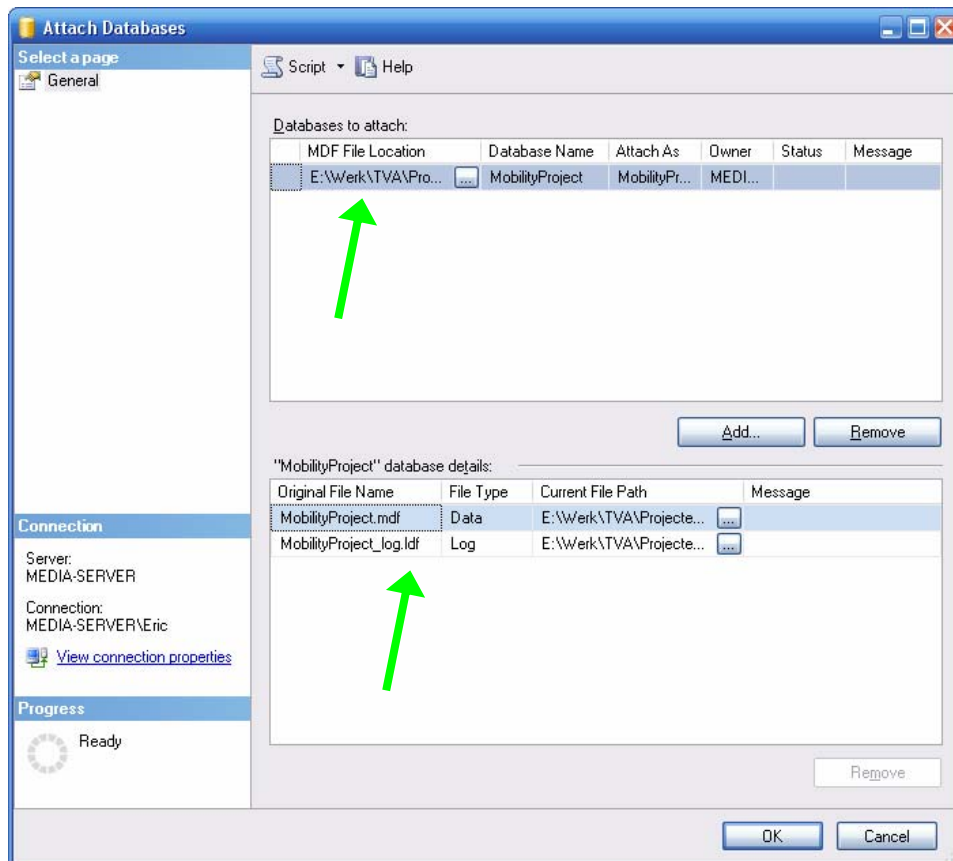 Attach Databases
Select a page
General
Script Help
Databases to attach:
MDF File Location Database Name Attach As Owner Status Message
E:\Werk\TVA\Pro... ... MobilityProject MobilityPr... MEDI...
Add... Remove
"MobilityProject" database details:
Original File Name File Type Current File Path Message
MobilityProject.mdf Data E:\Werk\TVA\Projecte... ...
MobilityProject_log.ldf Log E:\Werk\TVA\Projecte... ...
Connection
Server:
MEDIA-SERVER
Connection:
MEDIA-SERVER\Eric
View connection properties
Progress
Ready
Remove
OK Cancel